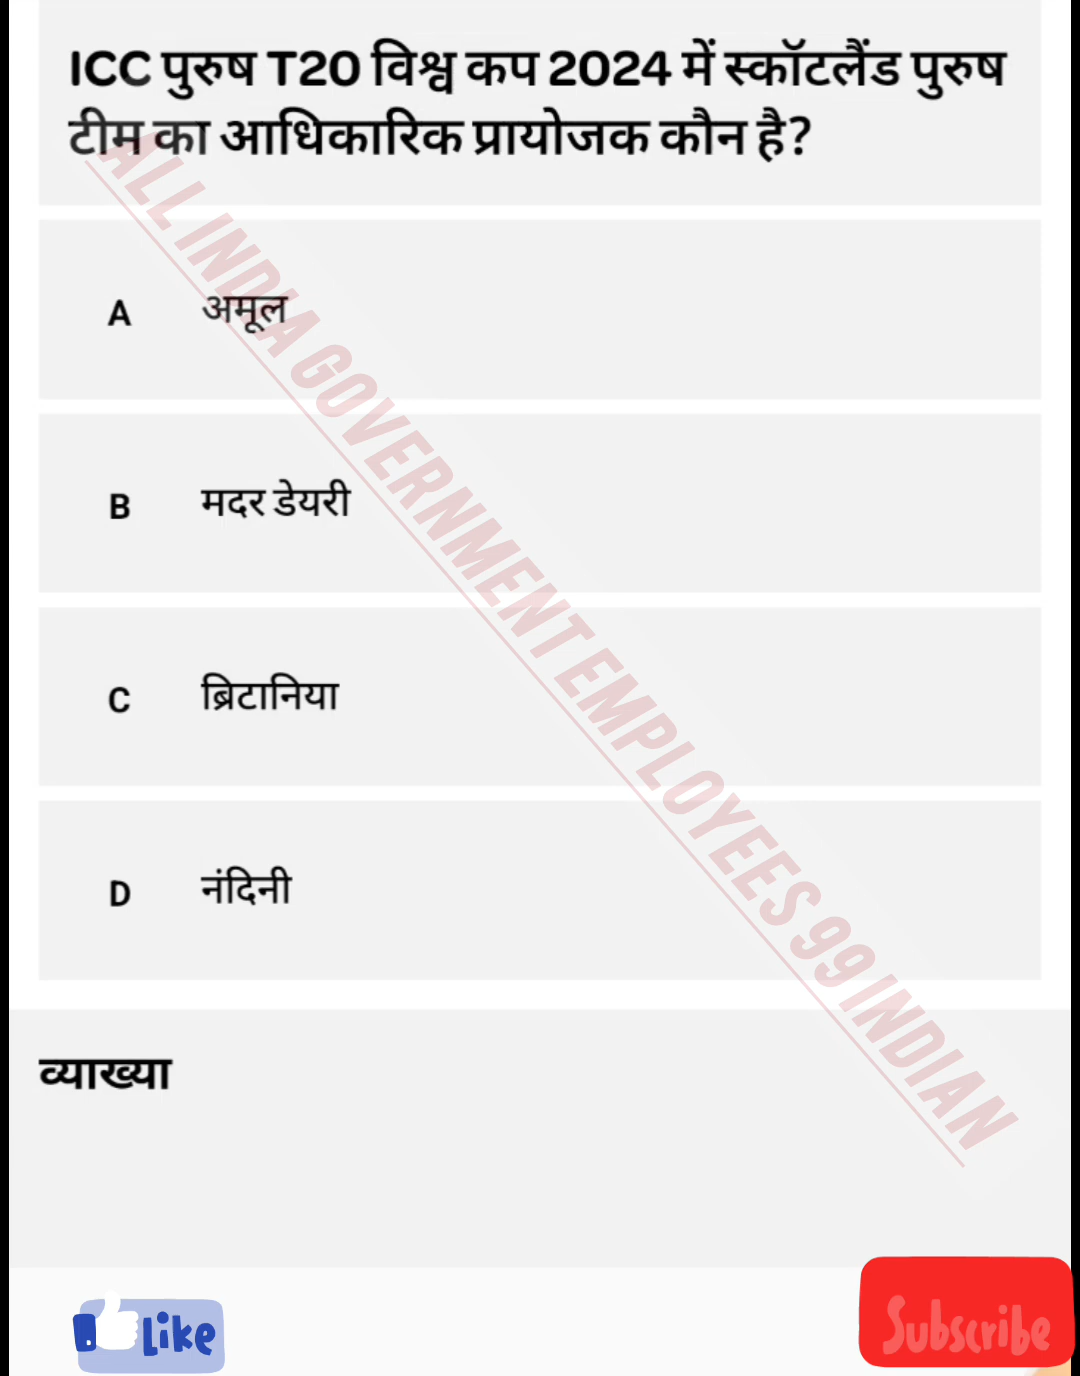 ICC पुरुष T20 विश्व कप 2024 में स्कॉटलैंड पुरुष
टीम का आधिकारिक प्रायोजक कौन है?
A अमूल
B मदर डेयरी
C ब्रिटानिया
D नंदिनी
ALL INDIA GOVERNMENT EMPLOYEES 99 INDIAN
व्याख्या
Like
Subscribe